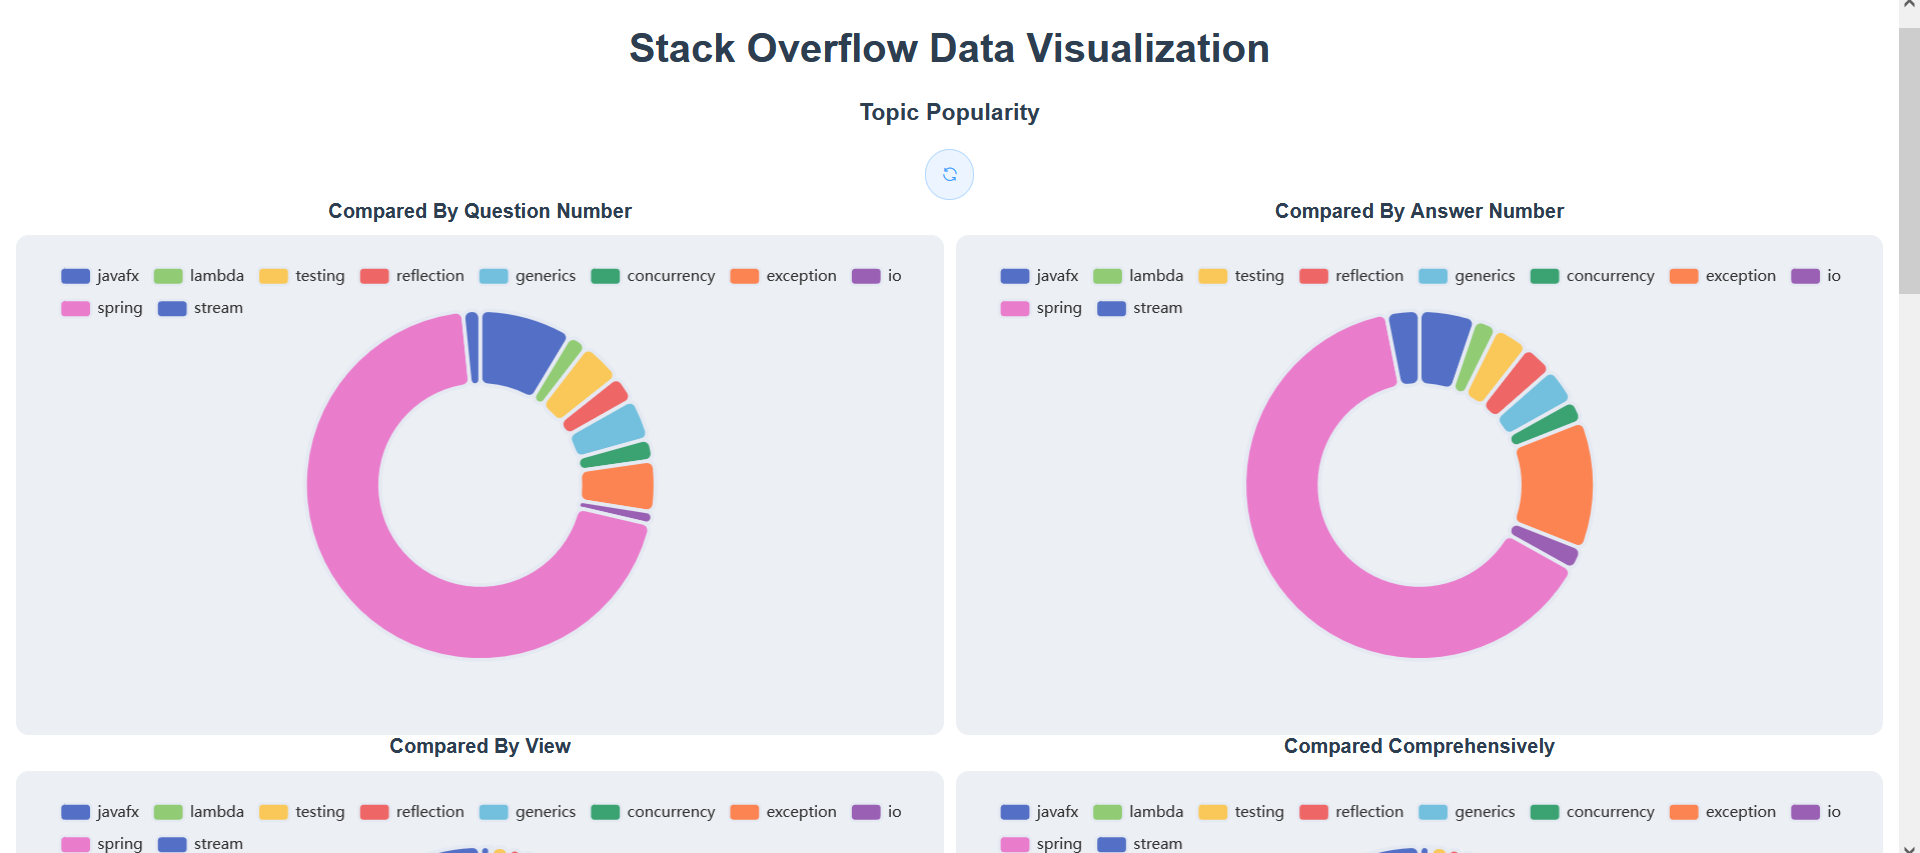 Stack Overflow Data Visualization
Topic Popularity
Compared By Question Number
javafx lambda testing reflection generics concurrency exception io
spring stream
Compared By Answer Number
javafx lambda testing reflection generics concurrency exception io
spring stream
Compared By View
javafx lambda testing reflection generics concurrency exception io
spring stream
Compared Comprehensively
javafx lambda testing reflection generics concurrency exception io
spring stream